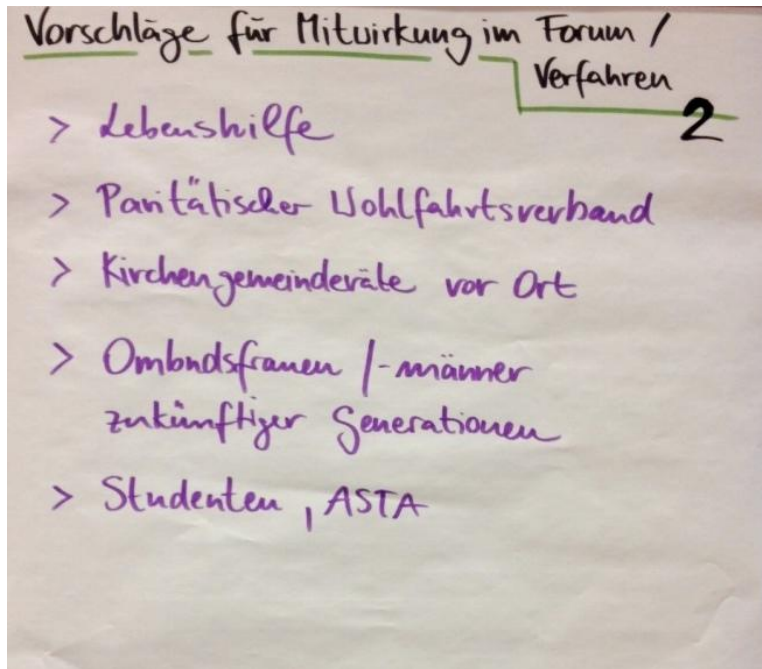 Vorschläge für Mitwirkung im Forum /
Verfahren
2
> Lebenshilfe
> Paritätischer Wohlfahrtsverband
> Kirchengemeinderäte vor Ort
> Ombudsfrauen /-männer
zukünftiger Generationen
> Studenten, ASTA